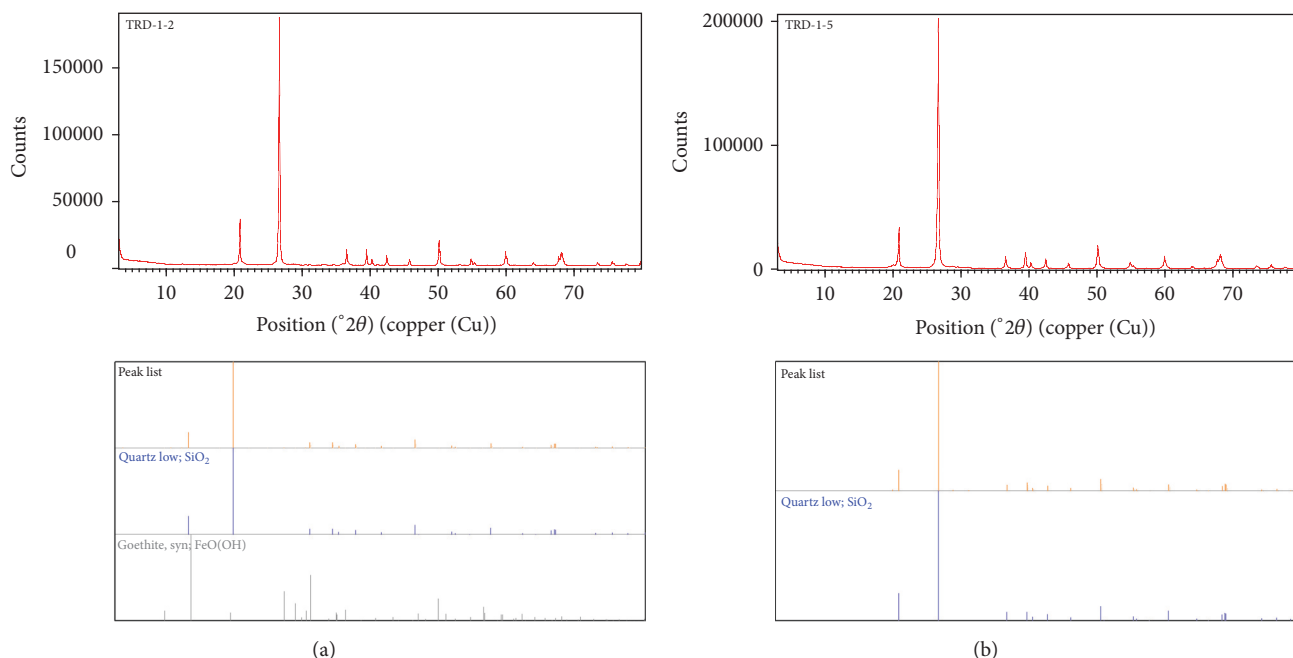 TRD-1-2
150000
100000
50000
0
Counts
10 20 30 40 50 60 70
Position (°2θ) (copper (Cu))
Peak list
Quartz low; SiO₂
Goethite, syn; FeO(OH)
(a)
TRD-1-5
200000
100000
0
Counts
10 20 30 40 50 60 70
Position (°2θ) (copper (Cu))
Peak list
Quartz low; SiO₂
(b)